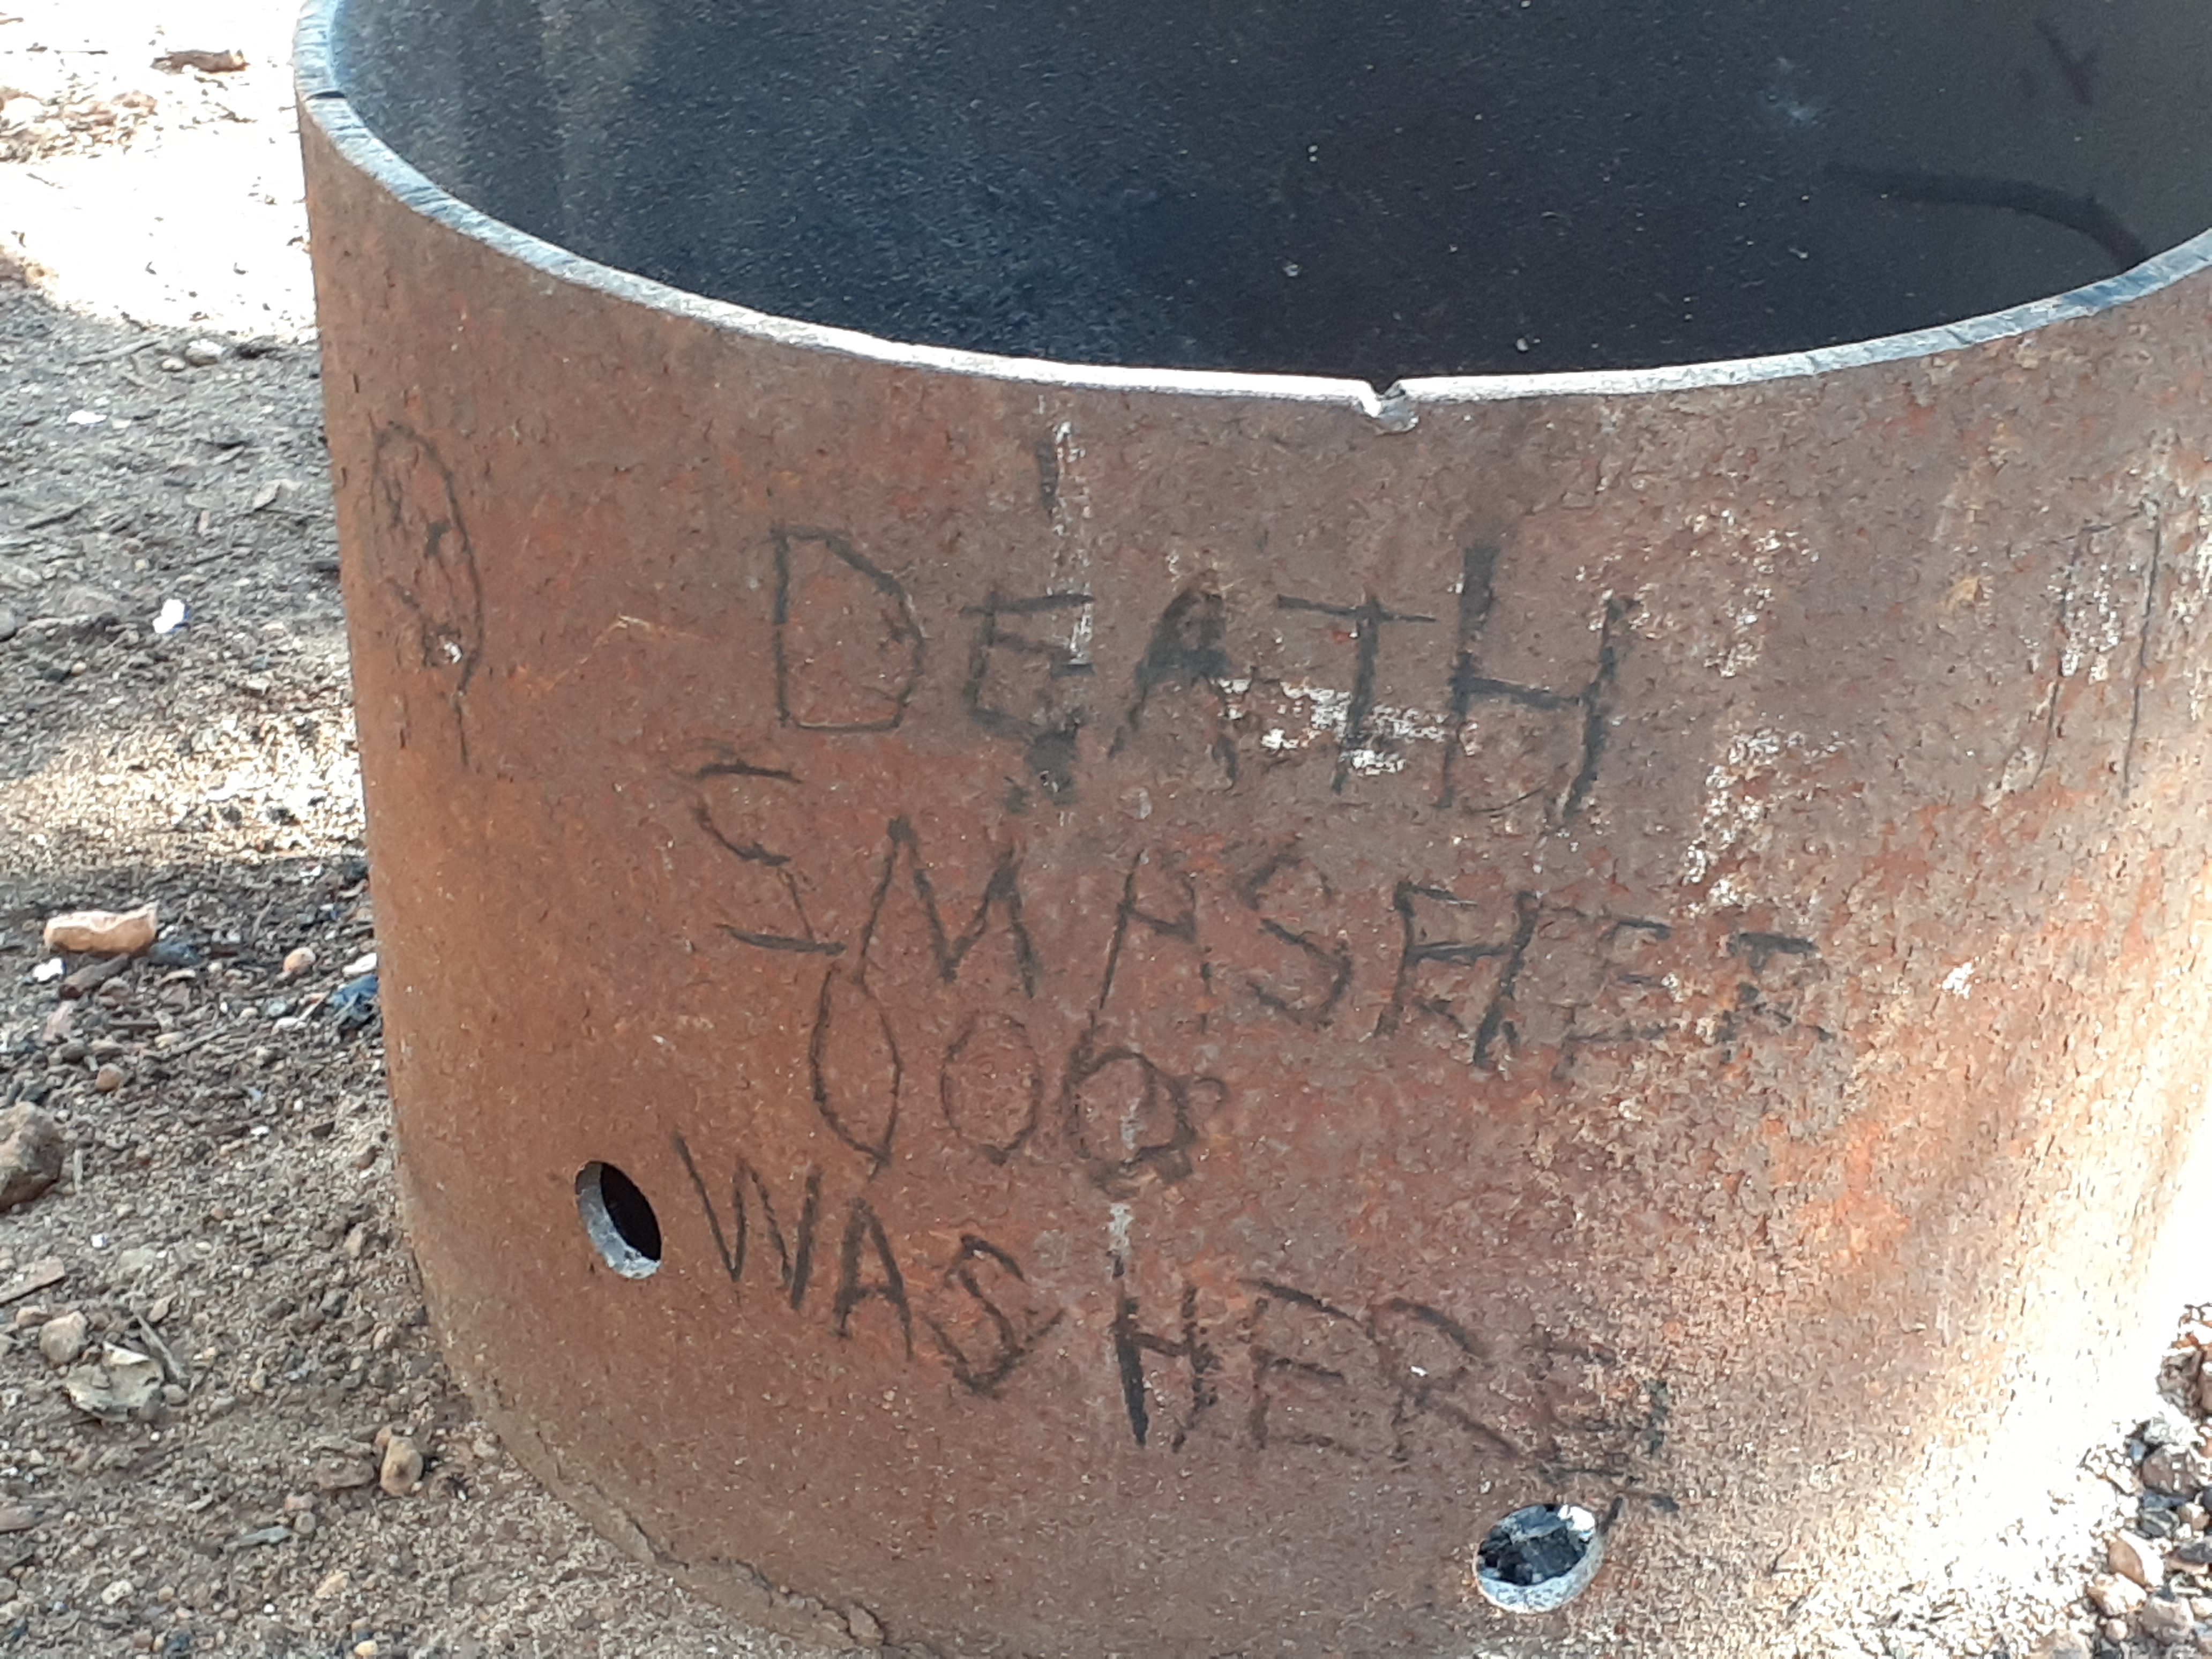 DEATH
SMASHER
006
WAS HERE